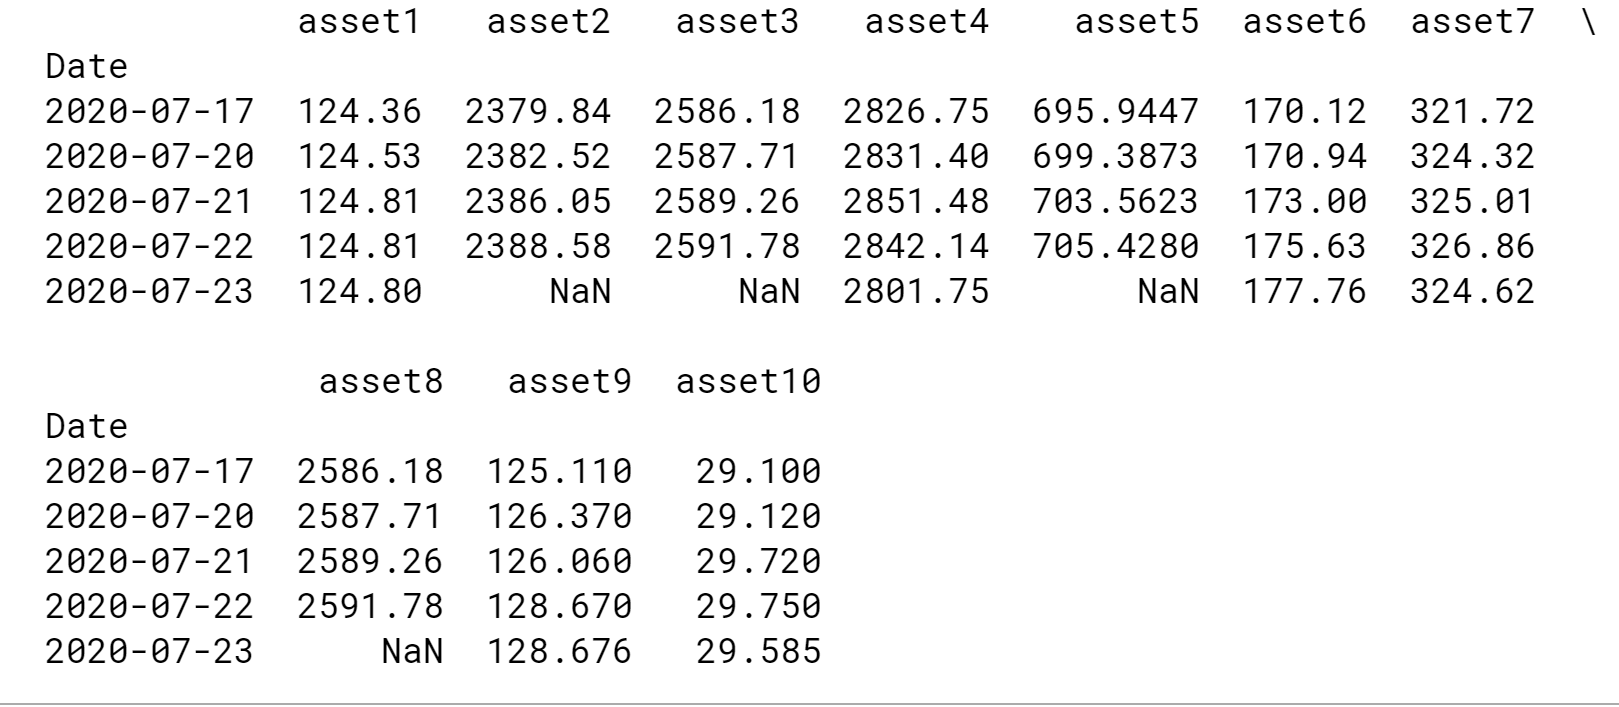 asset1 asset2 asset3 asset4 asset5 asset6 asset7 \
Date
2020-07-17 124.36 2379.84 2586.18 2826.75 695.9447 170.12 321.72
2020-07-20 124.53 2382.52 2587.71 2831.40 699.3873 170.94 324.32
2020-07-21 124.81 2386.05 2589.26 2851.48 703.5623 173.00 325.01
2020-07-22 124.81 2388.58 2591.78 2842.14 705.4280 175.63 326.86
2020-07-23 124.80 NaN NaN 2801.75 NaN 177.76 324.62
asset8 asset9 asset10
Date
2020-07-17 2586.18 125.110 29.100
2020-07-20 2587.71 126.370 29.120
2020-07-21 2589.26 126.060 29.720
2020-07-22 2591.78 128.670 29.750
2020-07-23 NaN 128.676 29.585